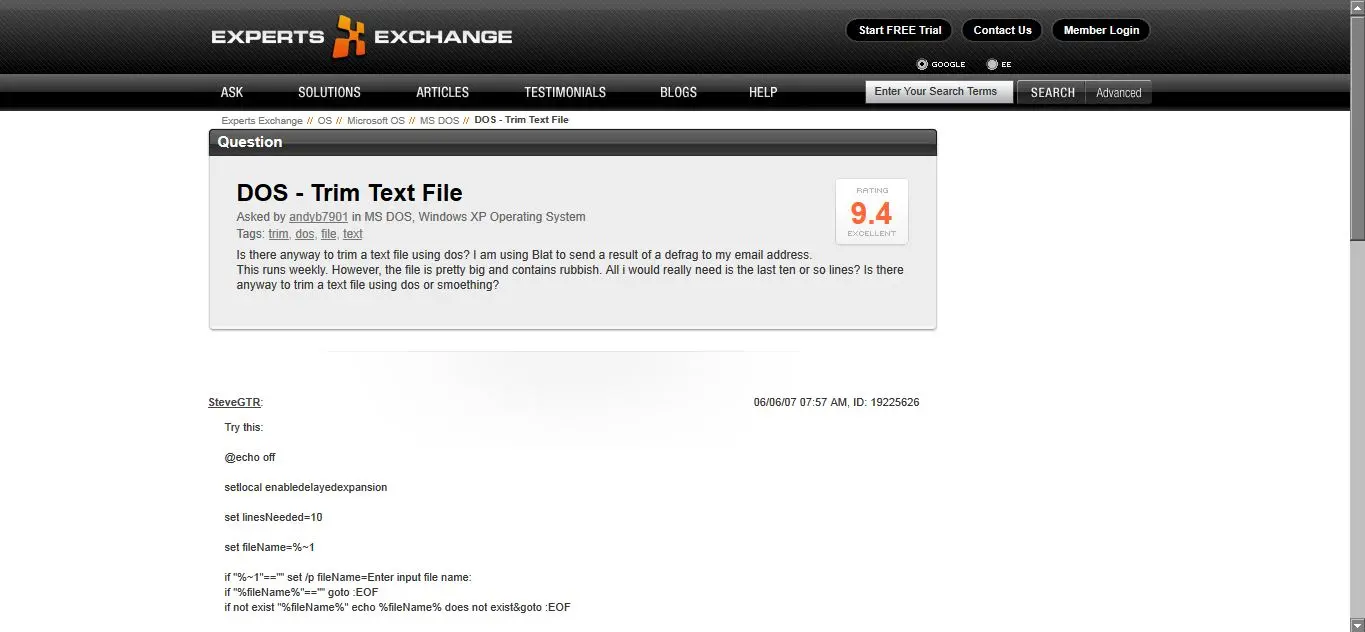 EXPERTS EXCHANGE
Start FREE Trial
Contact Us
Member Login
GOOGLE
EE
ASK
SOLUTIONS
ARTICLES
TESTIMONIALS
BLOGS
HELP
Enter Your Search Terms
SEARCH
Advanced
Experts Exchange // OS // Microsoft OS // MS DOS // DOS - Trim Text File
Question
DOS - Trim Text File
Asked by andyb7901 in MS DOS, Windows XP Operating System
Tags: trim, dos, file, text
RATING
9.4
EXCELLENT
Is there anyway to trim a text file using dos? I am using Blat to send a result of a defrag to my email address.
This runs weekly. However, the file is pretty big and contains rubbish. All i would really need is the last ten or so lines? Is there
anyway to trim a text file using dos or smoething?
SteveGTR:
06/06/07 07:57 AM, ID: 19225626
Try this:
@echo off
setlocal enabledelayedexpansion
set linesNeeded=10
set fileName=%~1
if "%~1"=="" set /p fileName=Enter input file name:
if "%fileName%"=="" goto :EOF
if not exist "%fileName%" echo %fileName% does not exist&goto :EOF